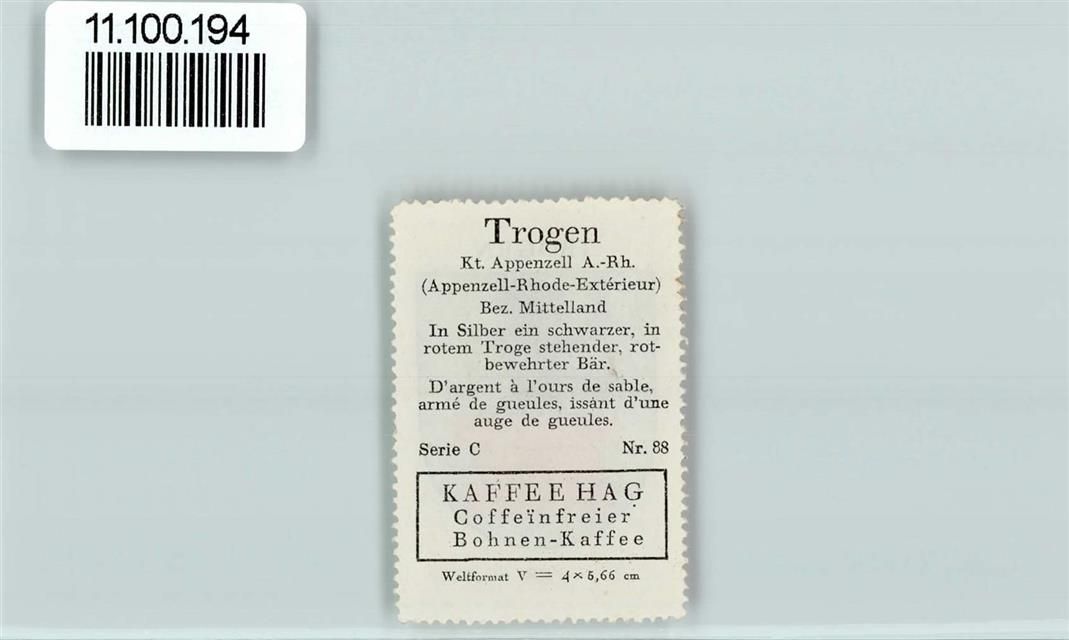 11.100.194
Trogen
Kt. Appenzell A.-Rh.
(Appenzell-Rhode-Extérieur)
Bez. Mittelland
In Silber ein schwarzer, in
rotem Troge stehender, rot-
bewehrter Bär.
D'argent à l'ours de sable,
armé de gueules, issant d'une
auge de gueules.
Serie C Nr. 88
KAFFEE HAG
Coffeïnfreier
Bohnen-Kaffee
Weltformat V = 4 × 5,66 cm